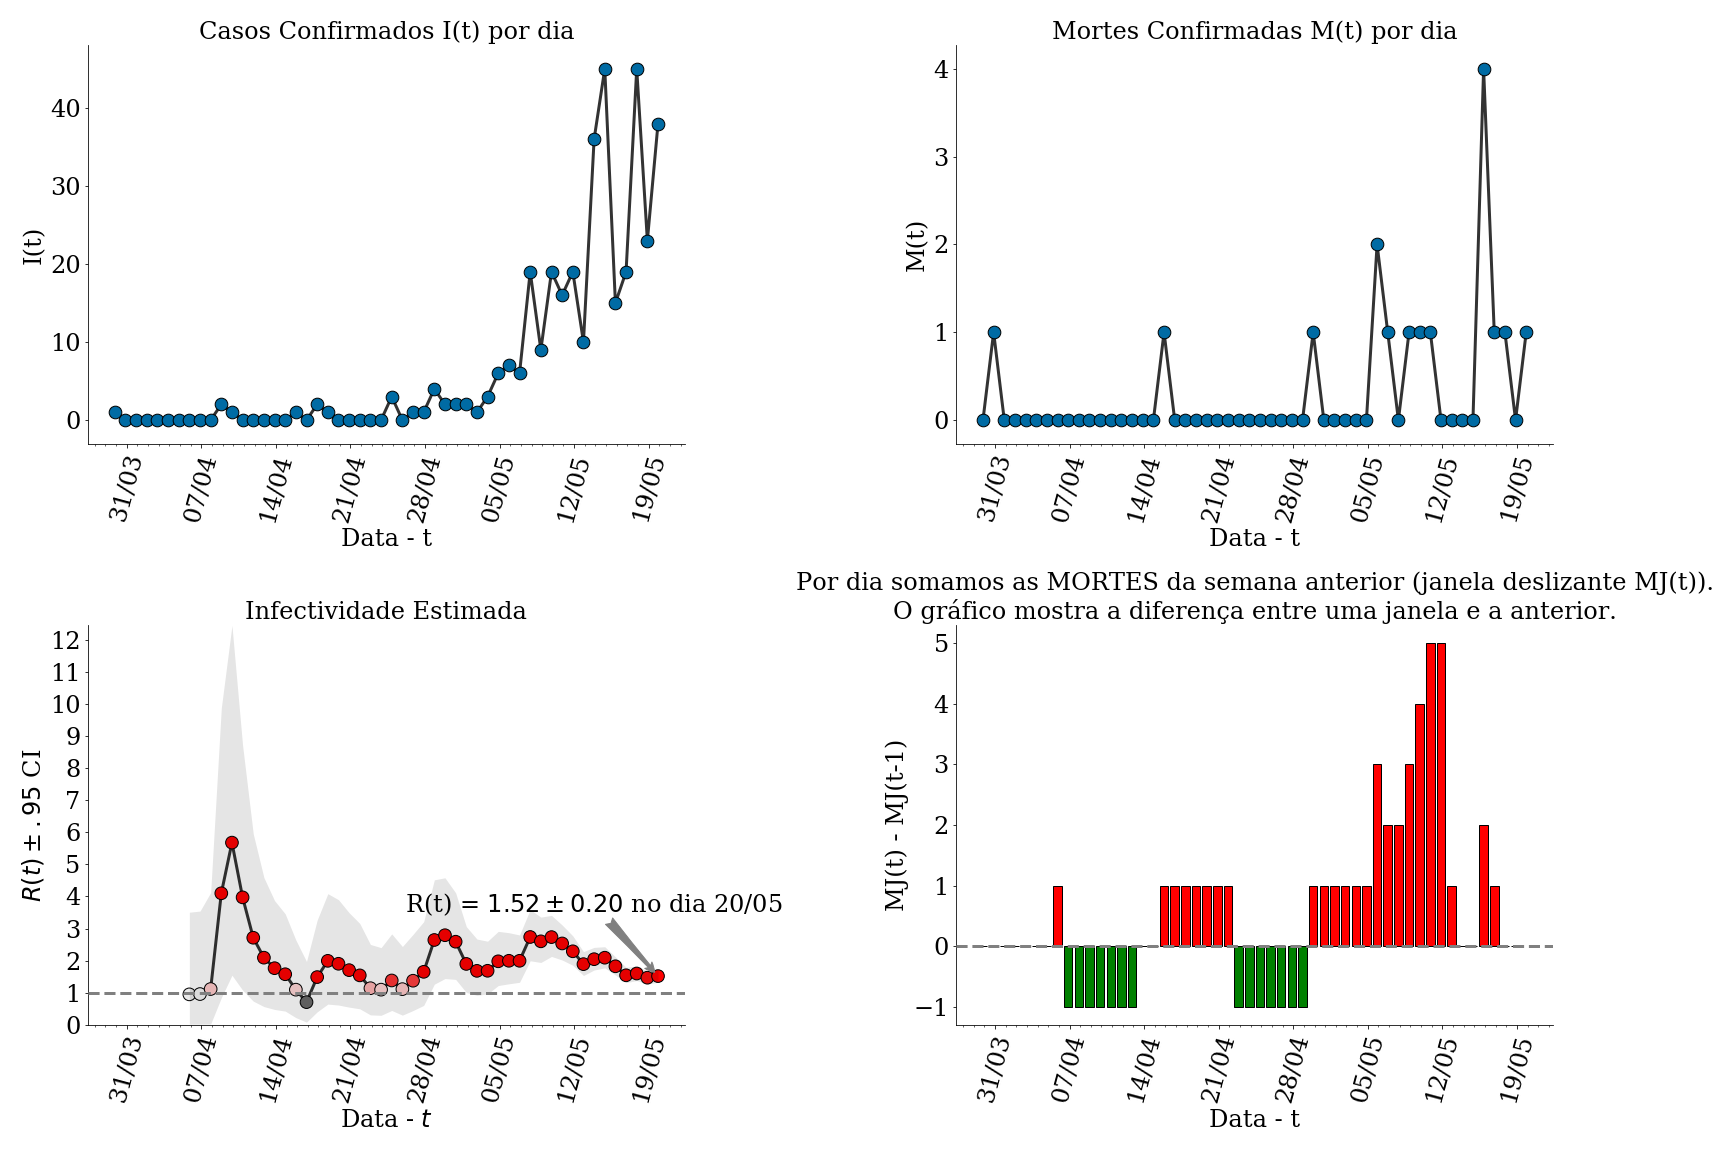 Casos Confirmados I(t) por dia
I(t)
40
30
20
10
0
31/03 07/04 14/04 21/04 28/04 05/05 12/05 19/05
Data - t
Mortes Confirmadas M(t) por dia
M(t)
4
3
2
1
0
31/03 07/04 14/04 21/04 28/04 05/05 12/05 19/05
Data - t
Infectividade Estimada
R(t) ± .95 CI
12
11
10
9
8
7
6
5
4
3
2
1
0
R(t) = 1.52 ± 0.20 no dia 20/05
31/03 07/04 14/04 21/04 28/04 05/05 12/05 19/05
Data - t
Por dia somamos as MORTES da semana anterior (janela deslizante MJ(t)).
O gráfico mostra a diferença entre uma janela e a anterior.
MJ(t) - MJ(t-1)
5
4
3
2
1
0
−1
31/03 07/04 14/04 21/04 28/04 05/05 12/05 19/05
Data - t